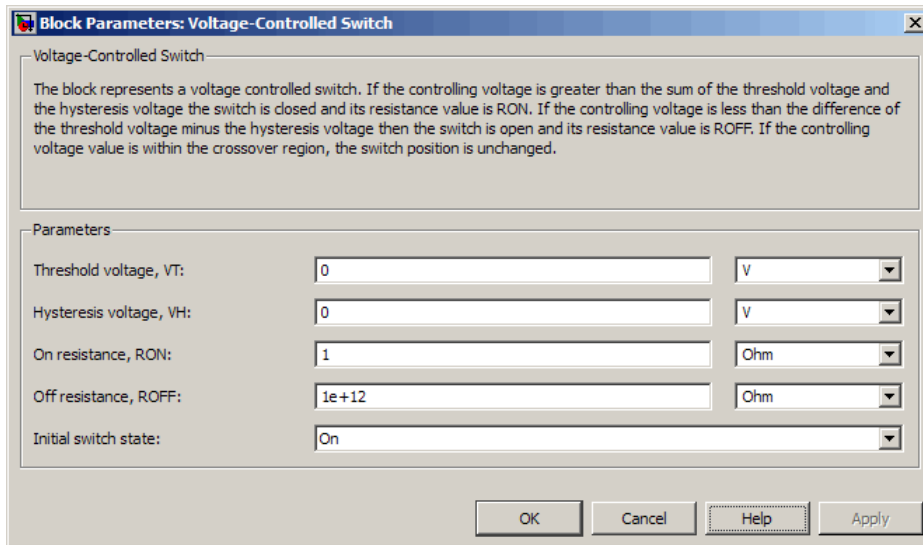 Block Parameters: Voltage-Controlled Switch
Voltage-Controlled Switch
The block represents a voltage controlled switch. If the controlling voltage is greater than the sum of the threshold voltage and
the hysteresis voltage the switch is closed and its resistance value is RON. If the controlling voltage is less than the difference of
the threshold voltage minus the hysteresis voltage then the switch is open and its resistance value is ROFF. If the controlling
voltage value is within the crossover region, the switch position is unchanged.
Parameters
Threshold voltage, VT: 0 V
Hysteresis voltage, VH: 0 V
On resistance, RON: 1 Ohm
Off resistance, ROFF: 1e+12 Ohm
Initial switch state: On
OK Cancel Help Apply